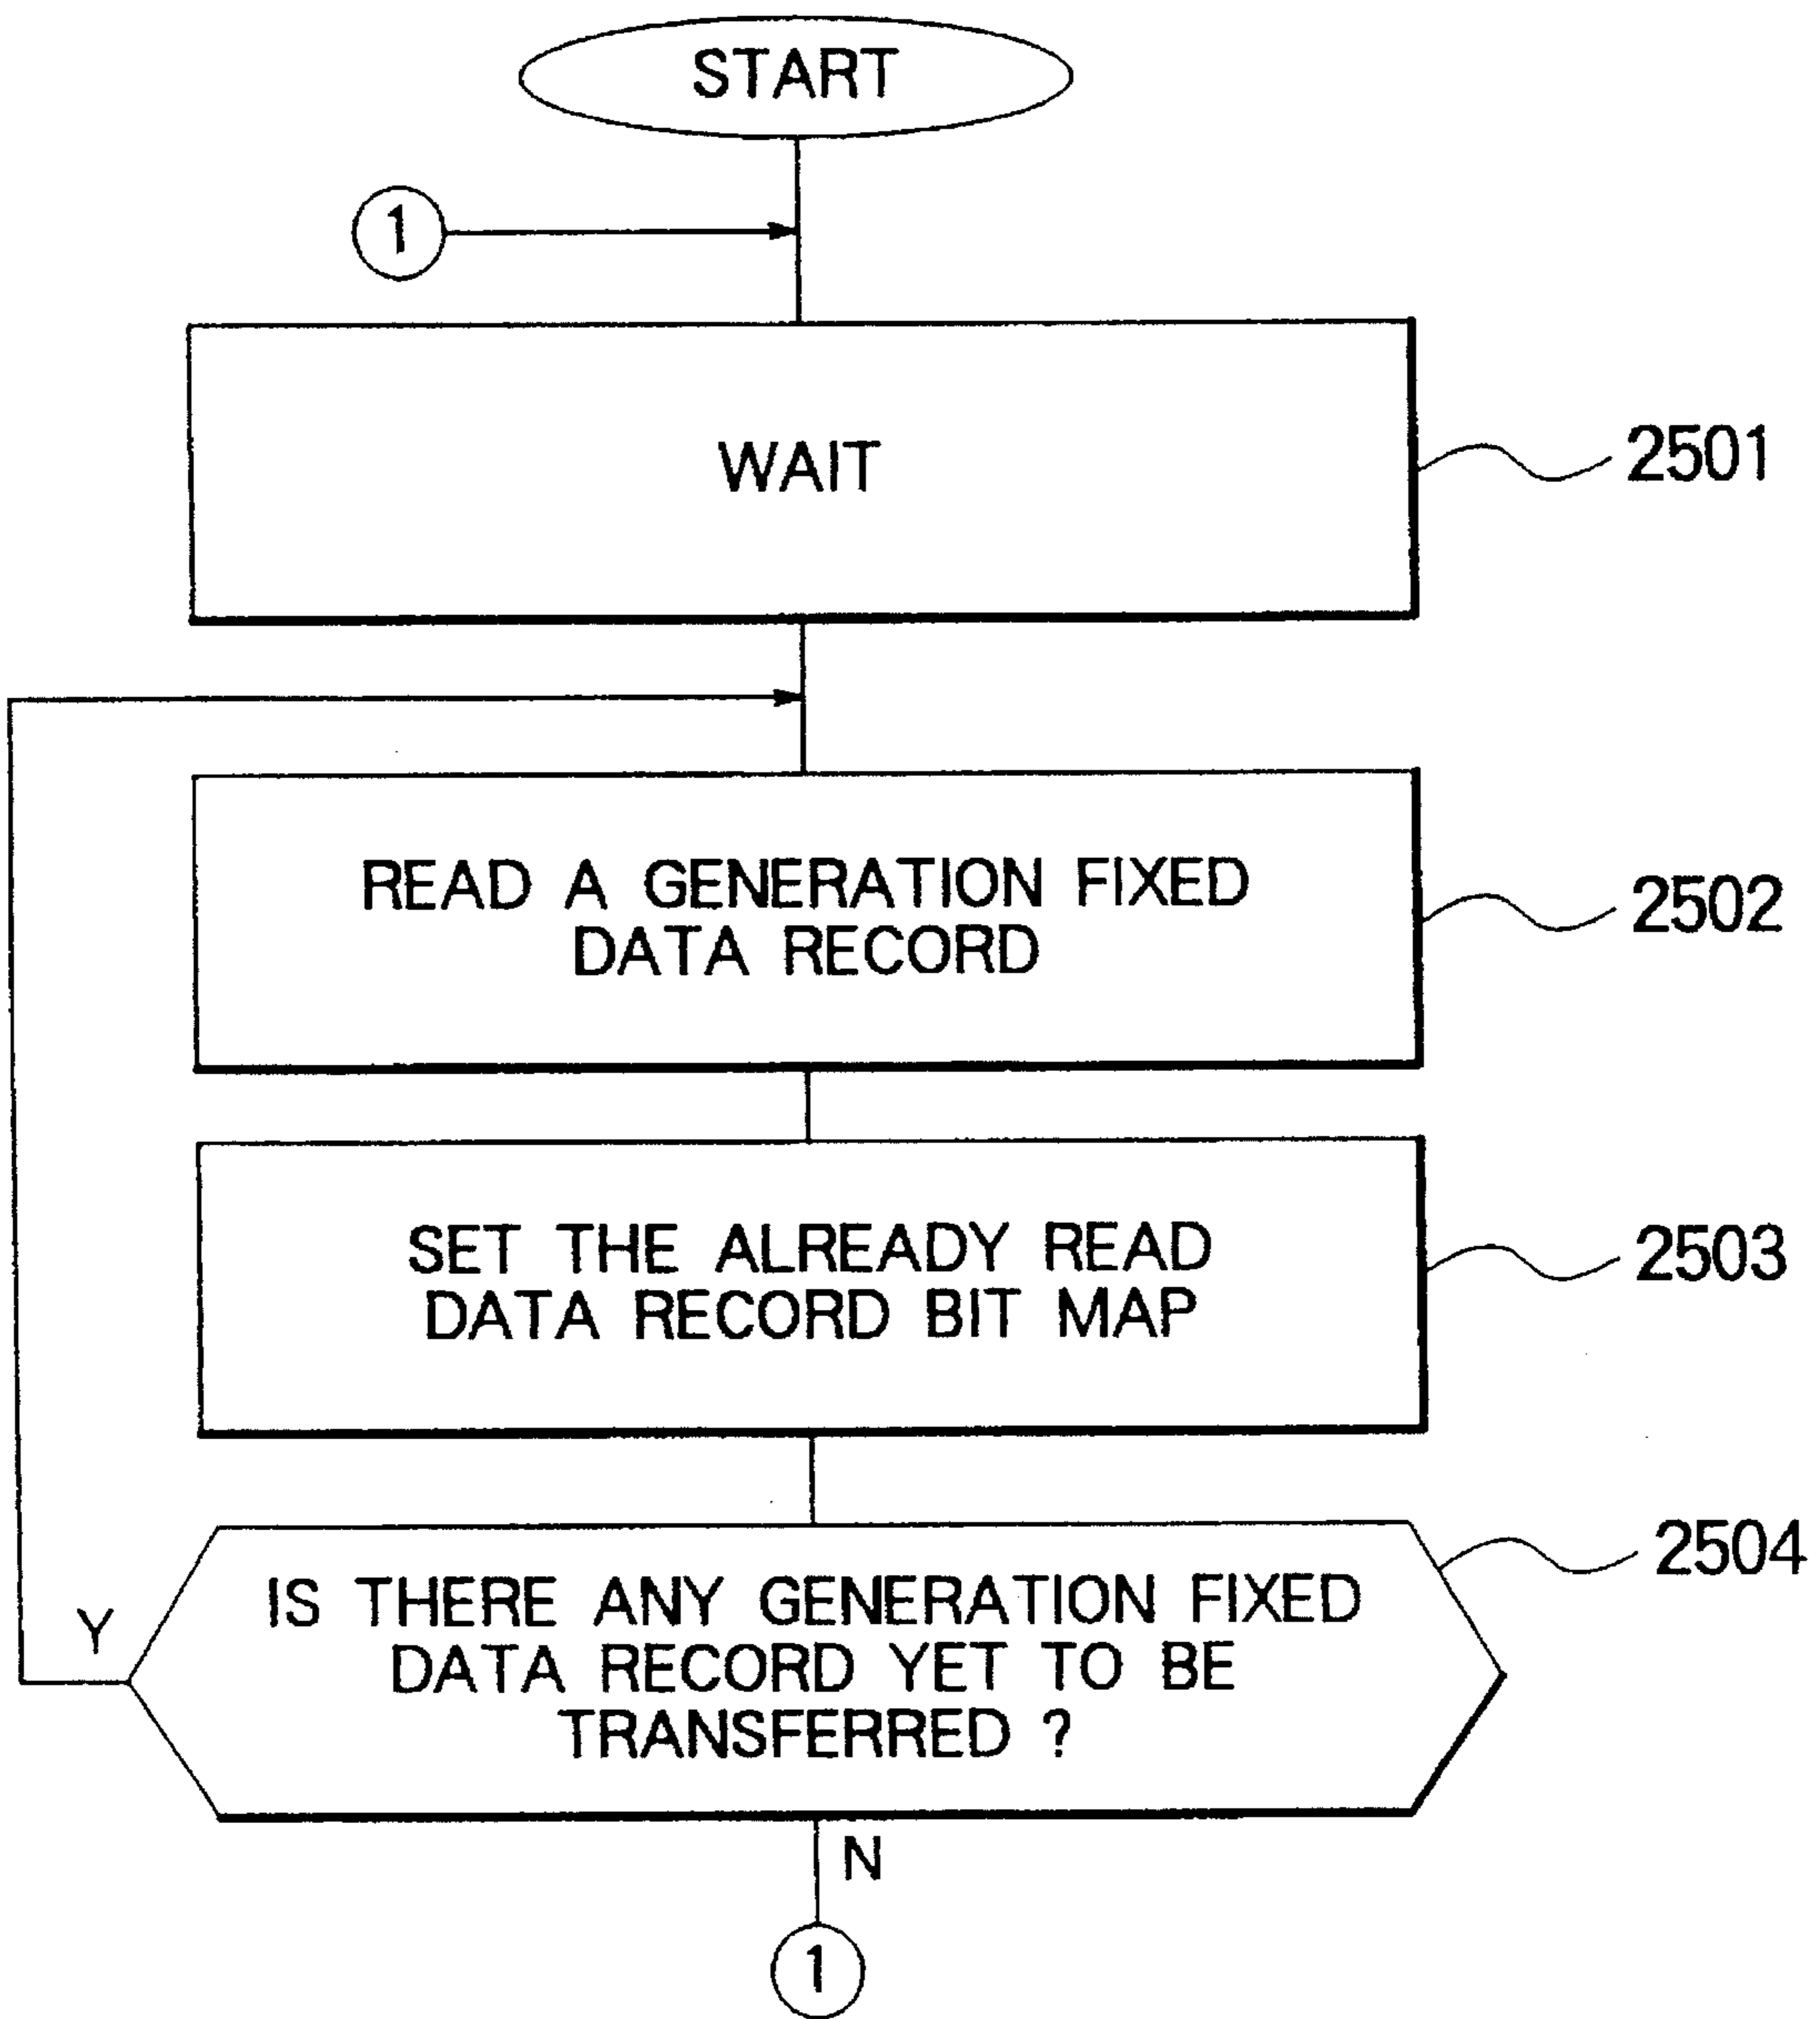 START
1
WAIT
2501
READ A GENERATION FIXED
DATA RECORD
2502
SET THE ALREADY READ
DATA RECORD BIT MAP
2503
2504
IS THERE ANY GENERATION FIXED
DATA RECORD YET TO BE
TRANSFERRED ?
Y
N
1